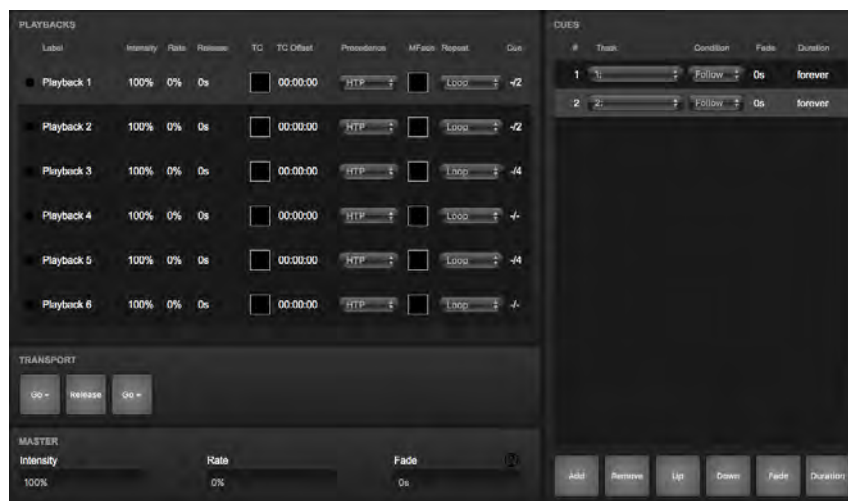 PLAYBACKS
Label Intensity Rate Release TC TC Offset Precedence MFade Repeat Cue
Playback 1 100% 0% 0s 00:00:00 HTP Loop -/2
Playback 2 100% 0% 0s 00:00:00 HTP Loop -/2
Playback 3 100% 0% 0s 00:00:00 HTP Loop -/4
Playback 4 100% 0% 0s 00:00:00 HTP Loop -/-
Playback 5 100% 0% 0s 00:00:00 HTP Loop -/4
Playback 6 100% 0% 0s 00:00:00 HTP Loop -/-
TRANSPORT
Go - Release Go +
MASTER
Intensity Rate Fade
100% 0% 0s
CUES
# Track Condition Fade Duration
1 1: Follow 0s forever
2 2: Follow 0s forever
Add Remove Up Down Fade Duration